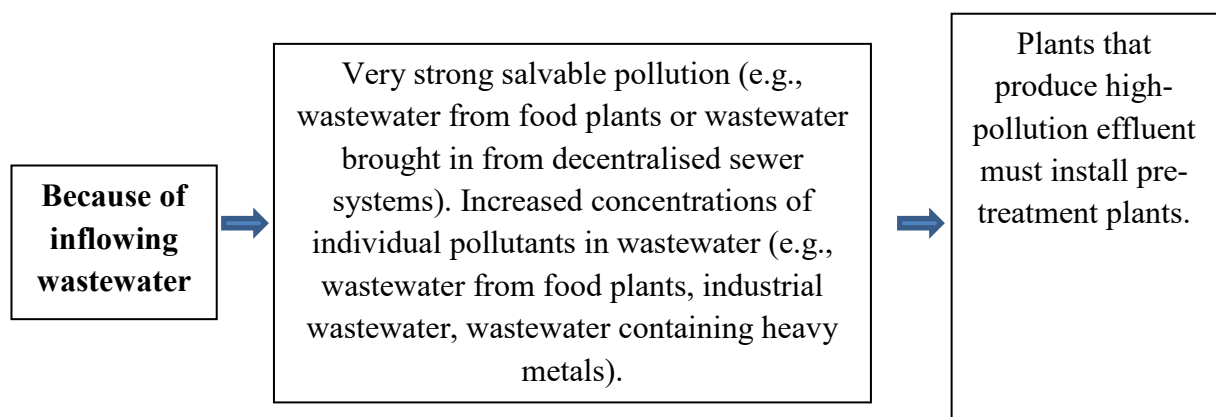 Because of
inflowing
wastewater
Very strong salvable pollution (e.g.,
wastewater from food plants or wastewater
brought in from decentralised sewer
systems). Increased concentrations of
individual pollutants in wastewater (e.g.,
wastewater from food plants, industrial
wastewater, wastewater containing heavy
metals).
Plants that
produce high-
pollution effluent
must install pre-
treatment plants.